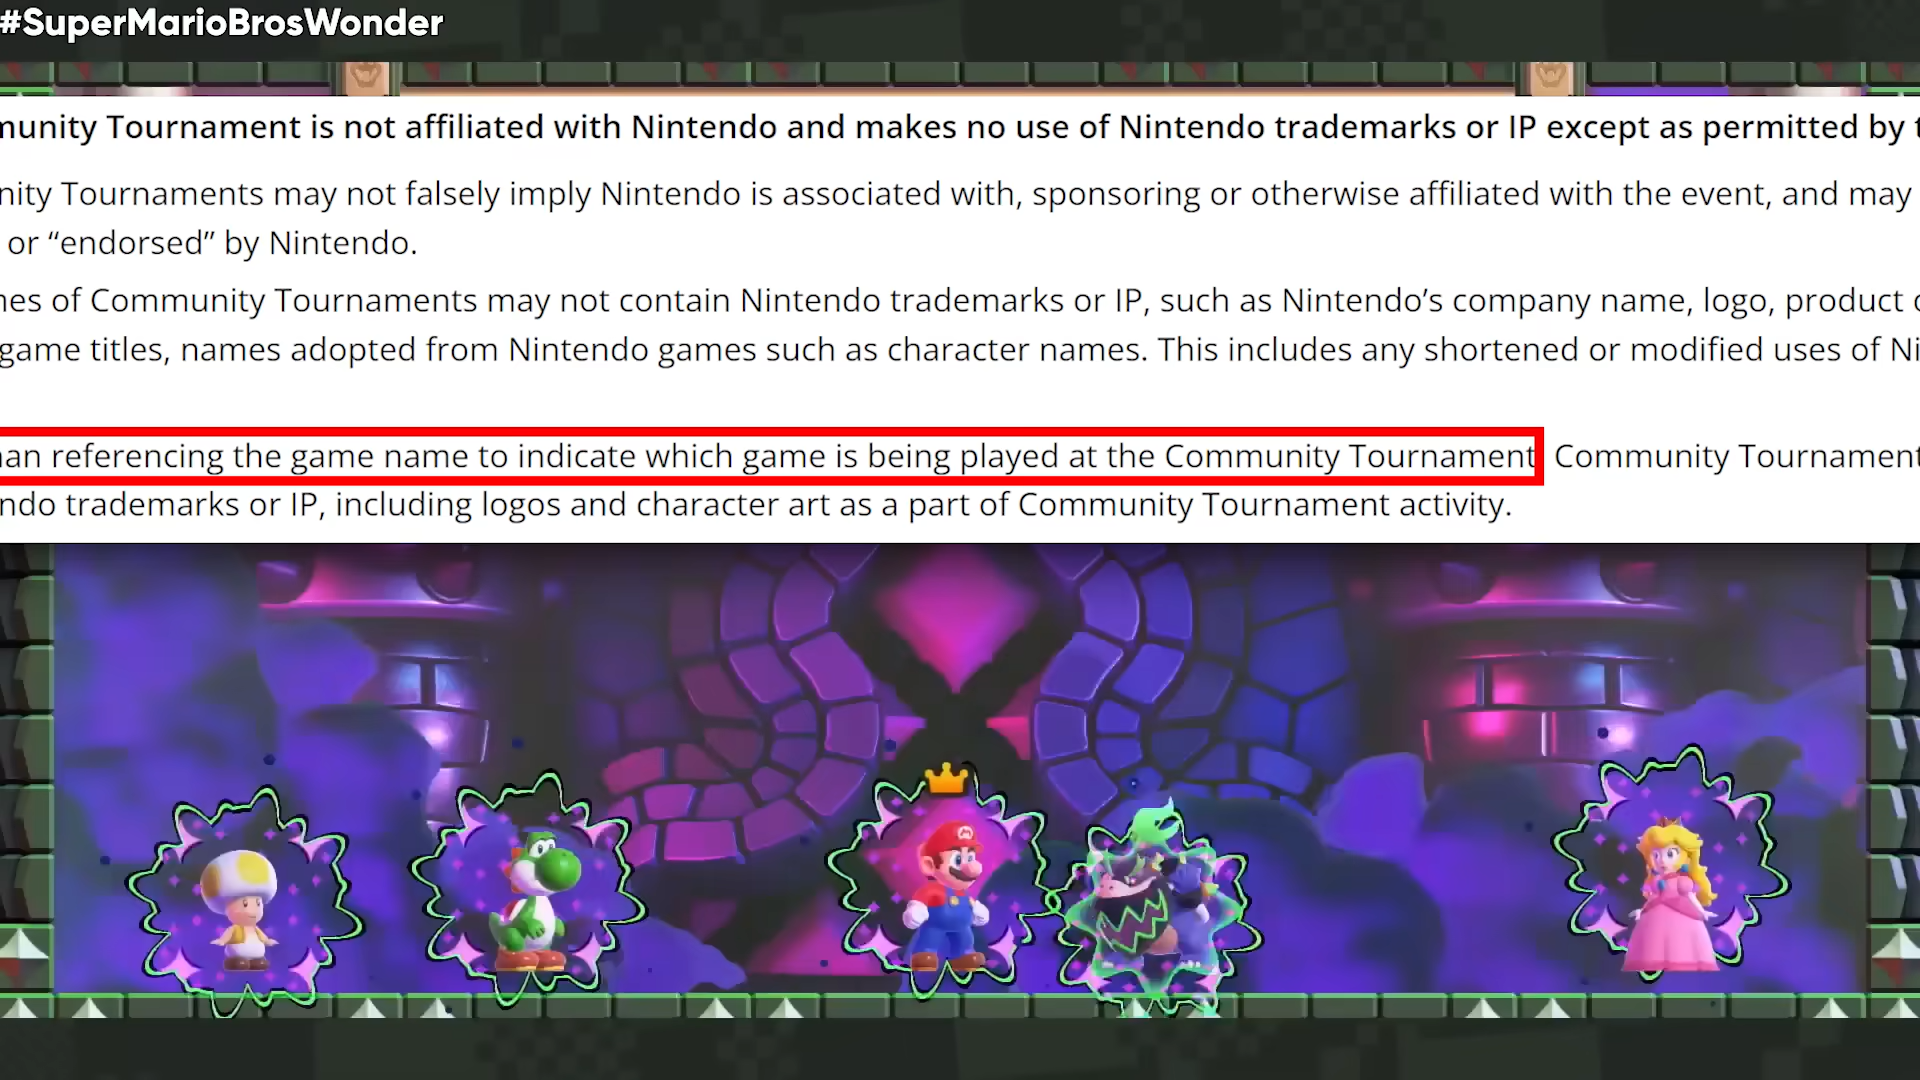 #SuperMarioBrosWonder
munity Tournament is not affiliated with Nintendo and makes no use of Nintendo trademarks or IP except as permitted by t
nity Tournaments may not falsely imply Nintendo is associated with, sponsoring or otherwise affiliated with the event, and may
or “endorsed” by Nintendo.
nes of Community Tournaments may not contain Nintendo trademarks or IP, such as Nintendo’s company name, logo, product o
game titles, names adopted from Nintendo games such as character names. This includes any shortened or modified uses of Ni
an referencing the game name to indicate which game is being played at the Community Tournament Community Tournament
ndo trademarks or IP, including logos and character art as a part of Community Tournament activity.